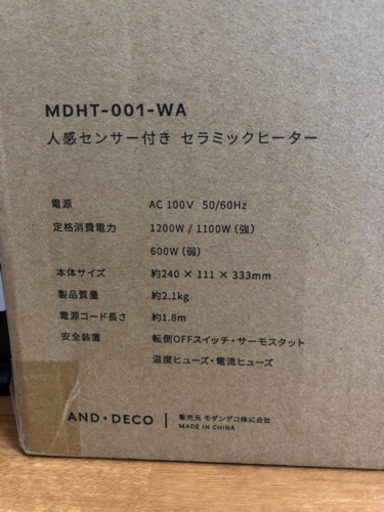 MDHT-001-WA
人感センサー付き セラミックヒーター
電源 AC 100V 50/60Hz
定格消費電力 1200W / 1100W (強)
600W (弱)
本体サイズ 約240 × 111 × 333mm
製品質量 約2.1kg
電源コード長さ 約1.8m
安全装置 転倒OFFスイッチ・サーモスタット
温度ヒューズ・電流ヒューズ
AND・DECO | 販売元 モダンデコ株式会社
MADE IN CHINA